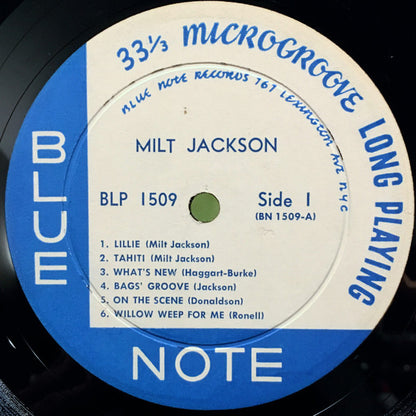 33⅓ MICROGROOVE LONG PLAYING
BLUE NOTE RECORDS 767 LEXINGTON AVE NYC
BLUE
MILT JACKSON
BLP 1509 Side 1
(BN 1509-A)
1. LILLIE (Milt Jackson)
2. TAHITI (Milt Jackson)
3. WHAT'S NEW (Haggart-Burke)
4. BAGS' GROOVE (Jackson)
5. ON THE SCENE (Donaldson)
6. WILLOW WEEP FOR ME (Ronell)
NOTE